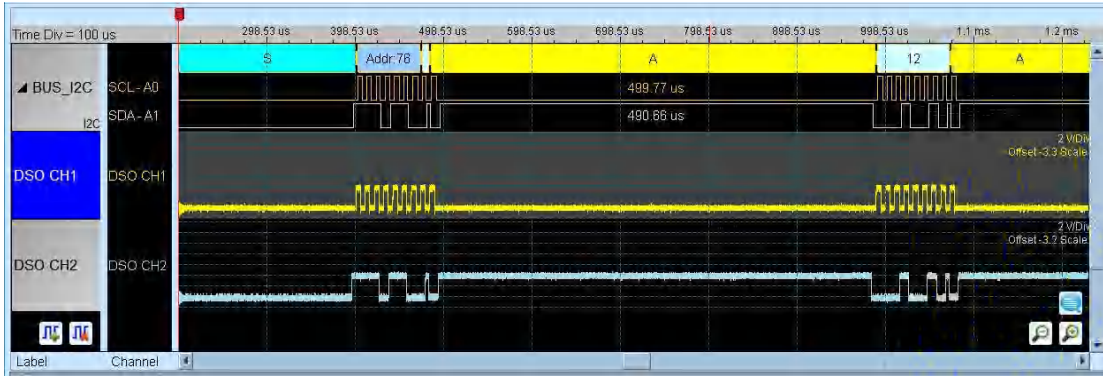 Time Div = 100 us
298.53 us 398.53 us 498.53 us 598.53 us 698.53 us 798.53 us 898.53 us 998.53 us 1.1 ms. 1.2 ms.
S Addr:78 A 12 A
BUS_I2C SCL-A0 499.77 us
I2C SDA-A1 490.66 us
2 V/Div
Offset-3.3 Scale
DSO CH1 DSO CH1
2 V/Div
Offset-3.3 Scale
DSO CH2 DSO CH2
Label Channel